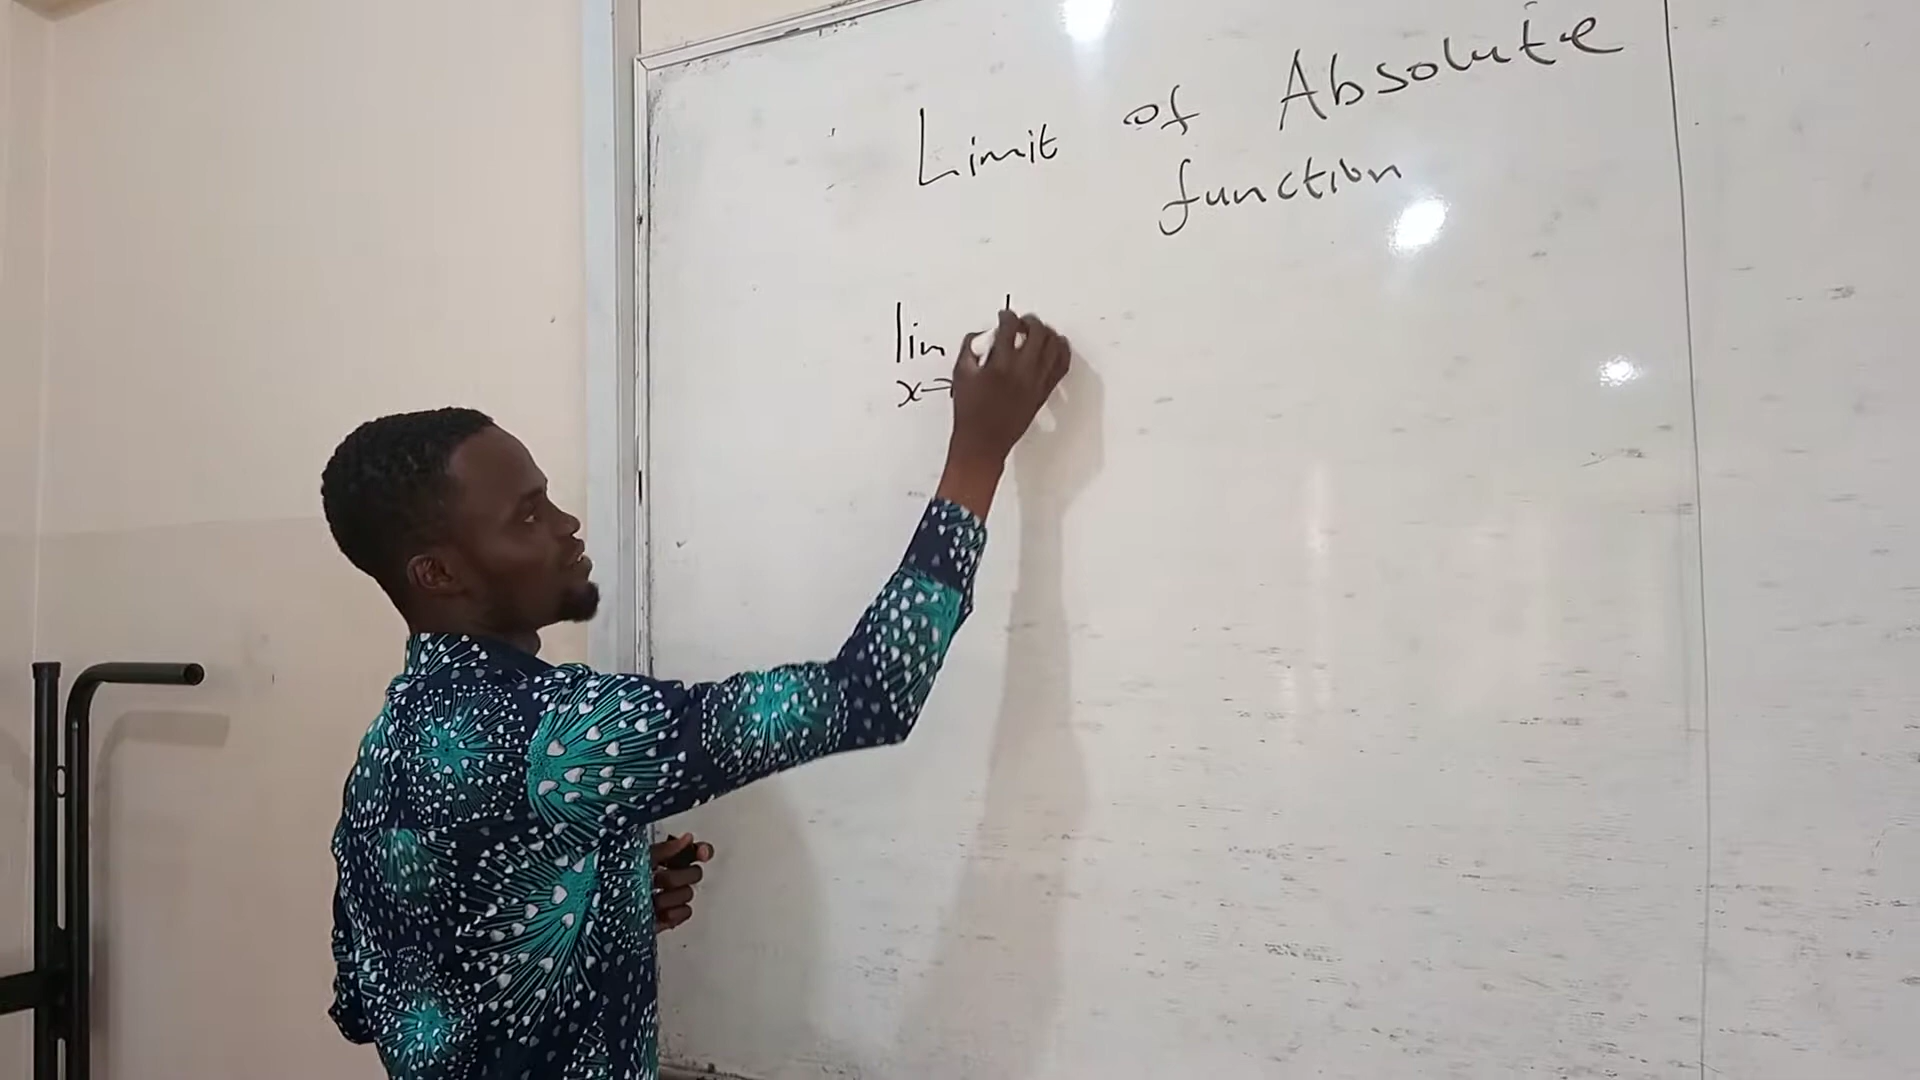 Limit of Absolute
function
lim |
x→